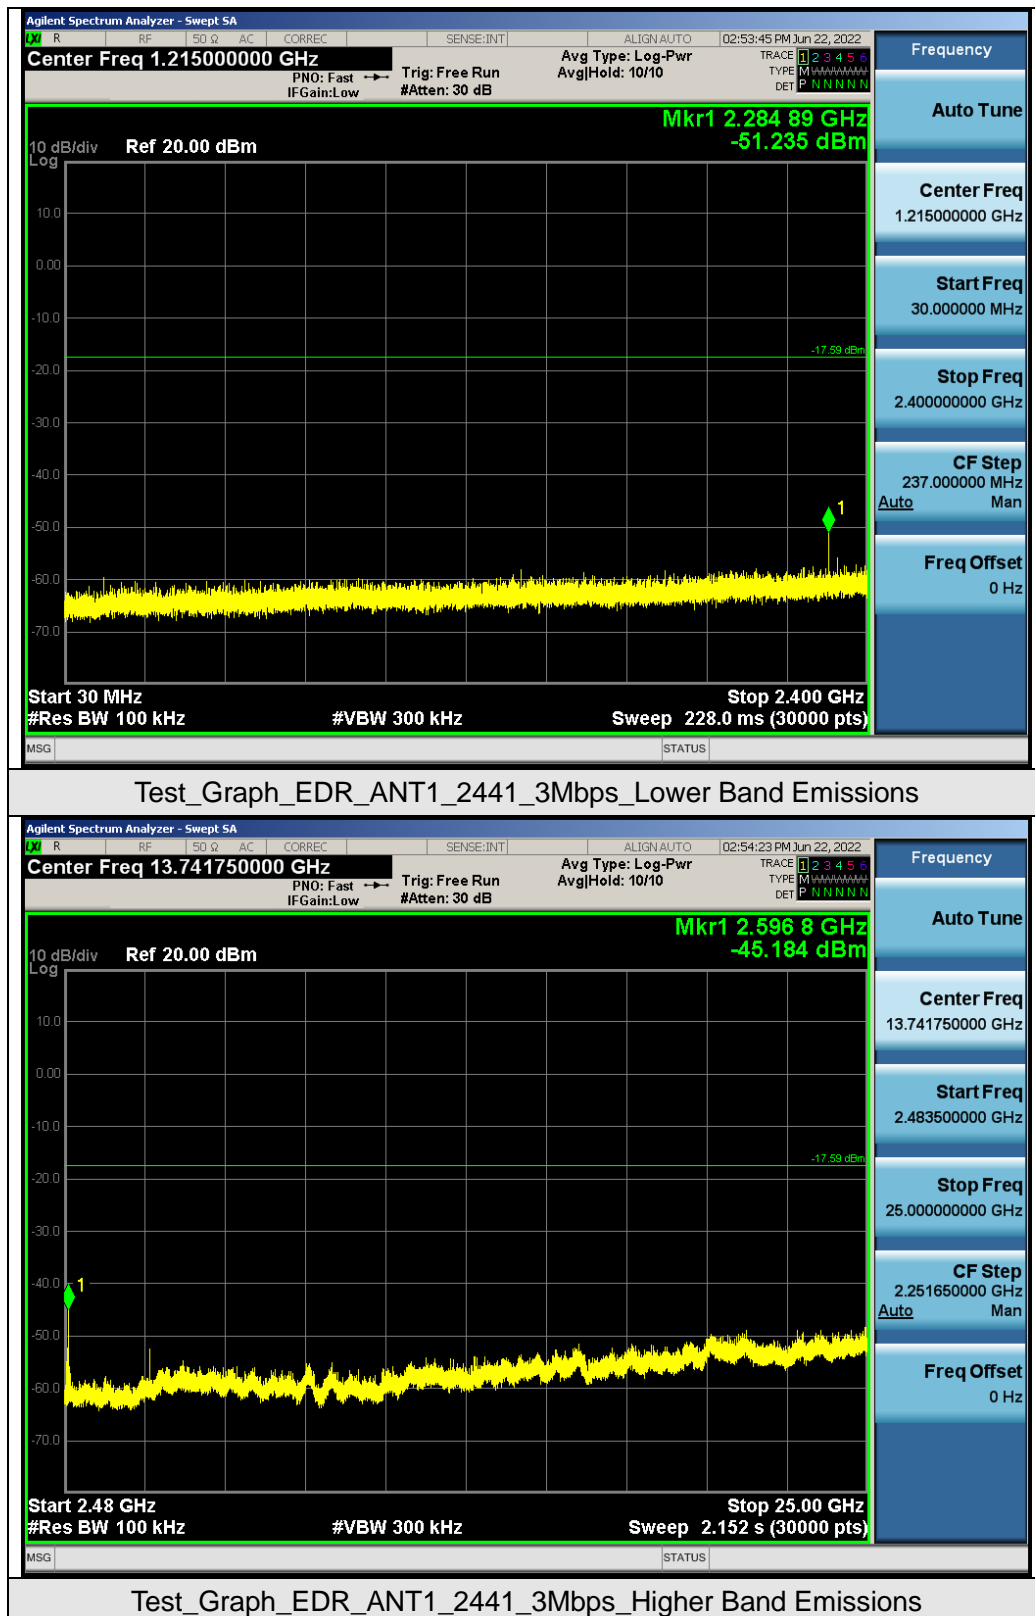 Agilent Spectrum Analyzer - Swept SA
LXI R RF 50 Ω AC CORREC SENSE:INT ALIGN AUTO 02:53:45 PM Jun 22, 2022
Center Freq 1.215000000 GHz
PNO: Fast
IFGain:Low
Trig: Free Run
#Atten: 30 dB
Avg Type: Log-Pwr
Avg|Hold: 10/10
TRACE 1 2 3 4 5 6
TYPE M W W W W W
DET P N N N N N
Mkr1 2.284 89 GHz
-51.235 dBm
10 dB/div Ref 20.00 dBm
Log
10.0
0.00
-10.0
-17.59 dBm
-20.0
-30.0
-40.0
1
-50.0
-60.0
-70.0
Start 30 MHz Stop 2.400 GHz
#Res BW 100 kHz #VBW 300 kHz Sweep 228.0 ms (30000 pts)
MSG STATUS
Frequency
Auto Tune
Center Freq
1.215000000 GHz
Start Freq
30.000000 MHz
Stop Freq
2.400000000 GHz
CF Step
237.000000 MHz
Auto Man
Freq Offset
0 Hz
Test_Graph_EDR_ANT1_2441_3Mbps_Lower Band Emissions
Agilent Spectrum Analyzer - Swept SA
LXI R RF 50 Ω AC CORREC SENSE:INT ALIGN AUTO 02:54:23 PM Jun 22, 2022
Center Freq 13.741750000 GHz
PNO: Fast
IFGain:Low
Trig: Free Run
#Atten: 30 dB
Avg Type: Log-Pwr
Avg|Hold: 10/10
TRACE 1 2 3 4 5 6
TYPE M W W W W W
DET P N N N N N
Mkr1 2.596 8 GHz
-45.184 dBm
10 dB/div Ref 20.00 dBm
Log
10.0
0.00
-10.0
-17.59 dBm
-20.0
-30.0
-40.0
1
-50.0
-60.0
-70.0
Start 2.48 GHz Stop 25.00 GHz
#Res BW 100 kHz #VBW 300 kHz Sweep 2.152 s (30000 pts)
MSG STATUS
Frequency
Auto Tune
Center Freq
13.741750000 GHz
Start Freq
2.483500000 GHz
Stop Freq
25.000000000 GHz
CF Step
2.251650000 GHz
Auto Man
Freq Offset
0 Hz
Test_Graph_EDR_ANT1_2441_3Mbps_Higher Band Emissions